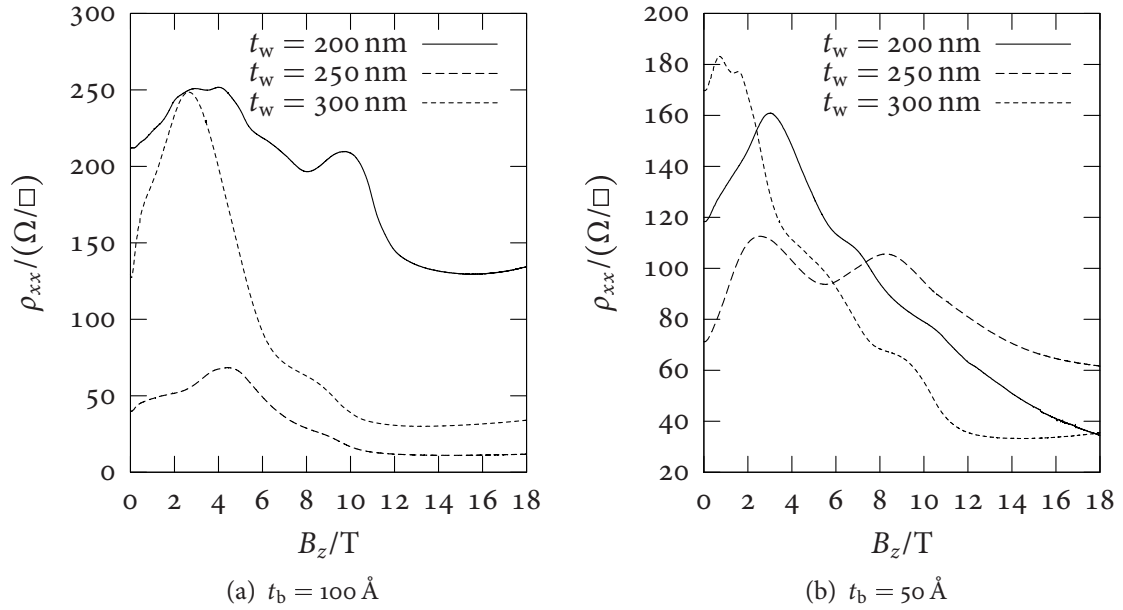 300
250
200
150
100
50
0
0 2 4 6 8 10 12 14 16 18
ρxx/(Ω/□)
Bz/T
tw = 200 nm
tw = 250 nm
tw = 300 nm
(a) tb = 100 Å
200
180
160
140
120
100
80
60
40
20
0 2 4 6 8 10 12 14 16 18
ρxx/(Ω/□)
Bz/T
tw = 200 nm
tw = 250 nm
tw = 300 nm
(b) tb = 50 Å